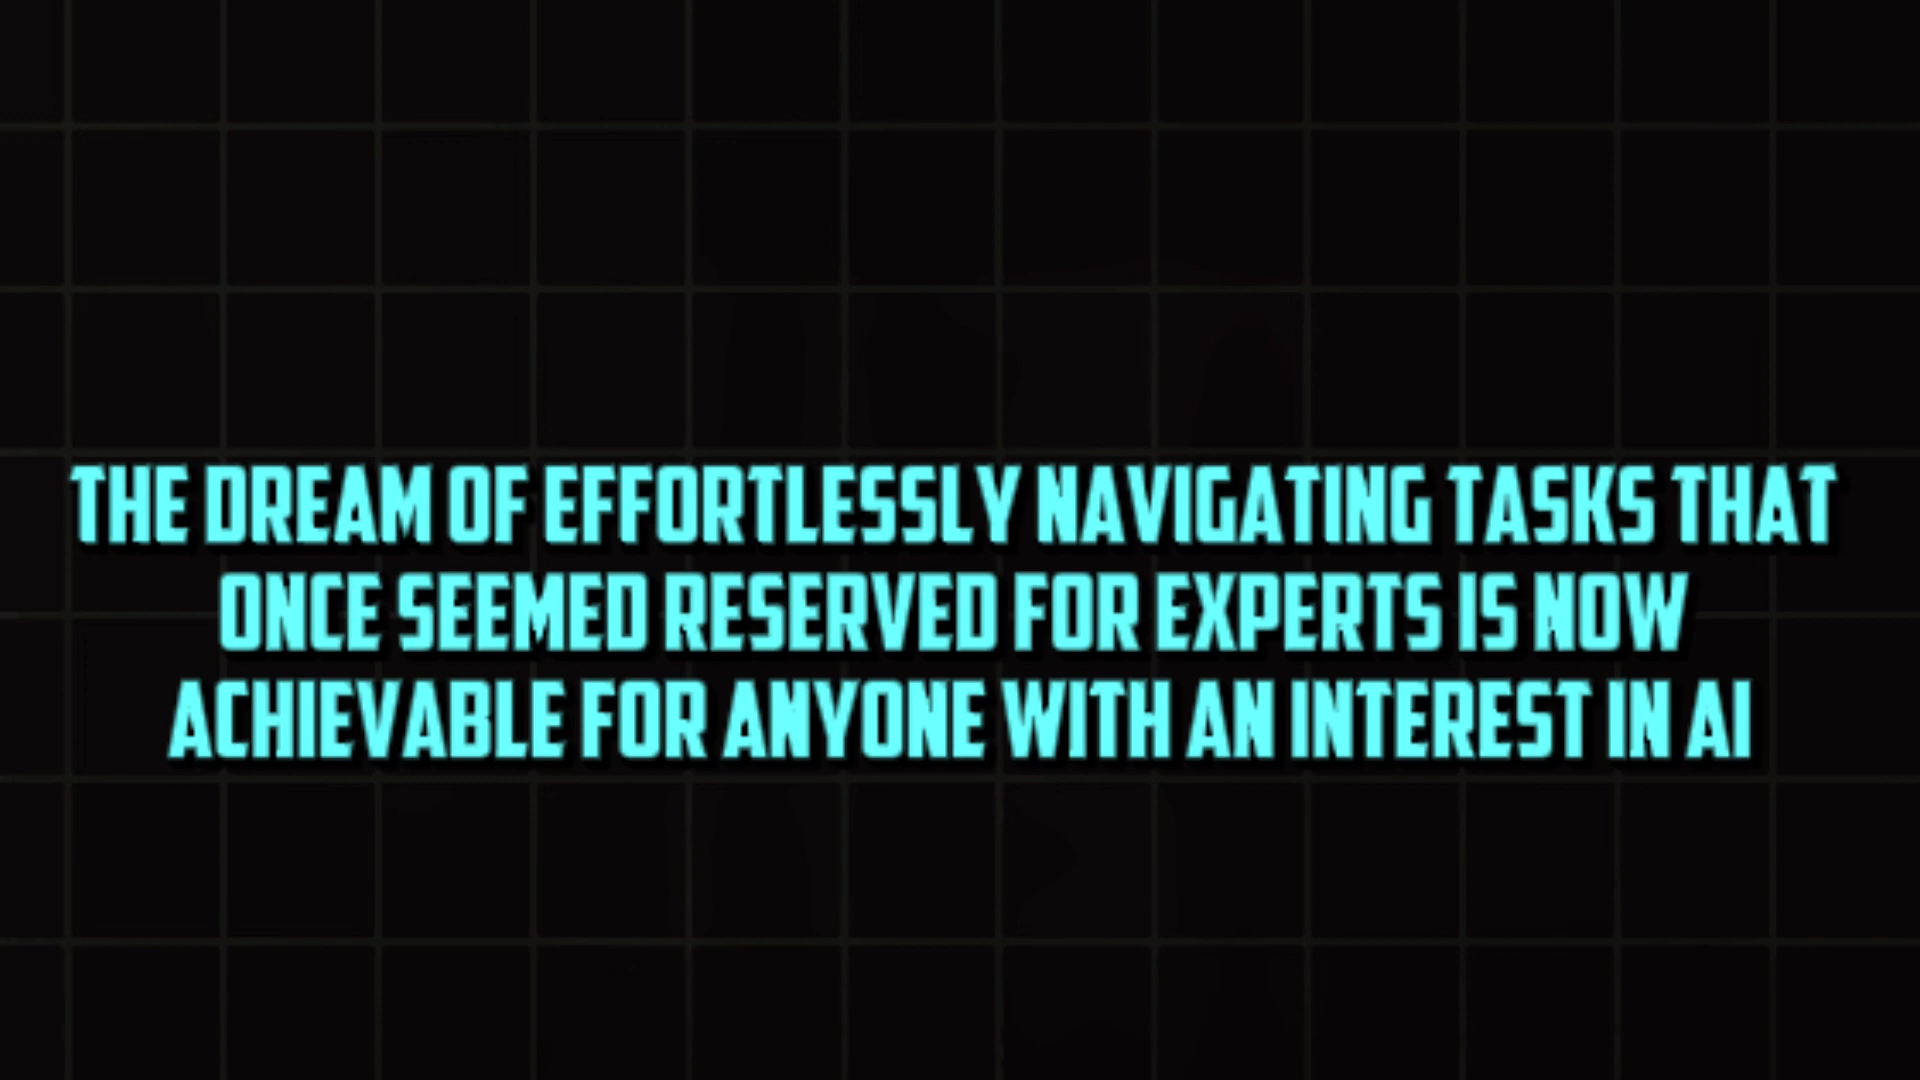 THE DREAM OF EFFORTLESSLY NAVIGATING TASKS THAT
ONCE SEEMED RESERVED FOR EXPERTS IS NOW
ACHIEVABLE FOR ANYONE WITH AN INTEREST IN AI